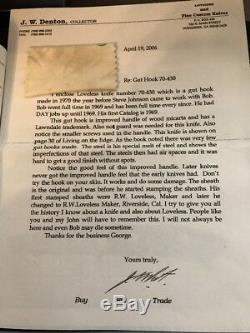 J. W. Denton, COLLECTOR
LOVELESS
and
Fine Custom Knives
April 19, 2006
Re: Gut Hook 70-430
I enclose Loveless knife number 70-430 which is a gut hook
made in 1970 the year before Steve Johnson came to work with Bob.
Bob went full time in 1969 and has been full time every since. He had
DAY jobs up until 1969. His first Catalog is 1969.
This gut hook is improved handle of wood micarta and has a
Lawndale trademark. Also not guard was needed for this knife. Also
notice the smaller screws used in the handle. This knife is shown on
page 30 of Living on the Edge. As the book noted there was very few
gut hooks made. The steel is his special melt of steel and shows the
imperfections of that steel. The steels then had air spaces and it was
hard to get a good finish without spots.
Notice the good feel of this improved handle. Later knives
never got the improved handle feel that the early knives had. Don't
try the hook on your skin. It works and do some damage. The sheath
is the original and was before he started stamping the sheaths. His
first stamped sheaths were R.W. Loveless, Maker and later he
changed to R.W. Loveless Maker, Riverside, Cal. I try to give you all
the history I know about a knife and also about Loveless. People like
you and my John will have to remember this. I will not always be
here and even Bob may die sometime.
Thanks for the business George.
Yours truly,
Buy
Trade